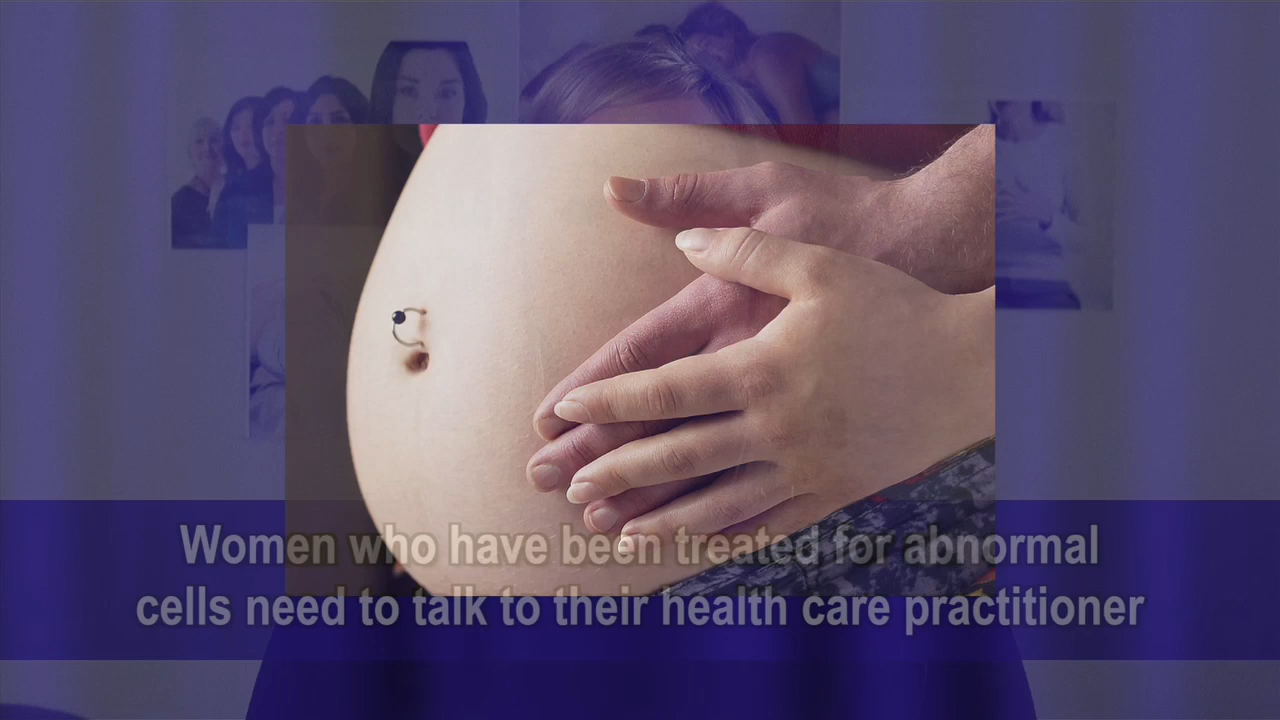 Women who have been treated for abnormal
cells need to talk to their health care practitioner